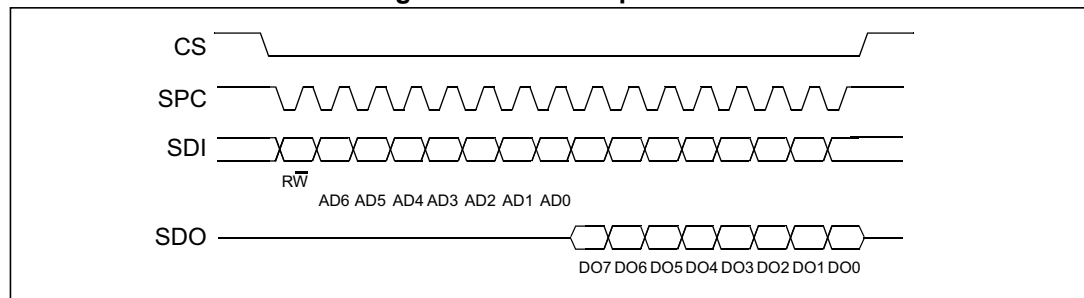 CS
SPC
SDI
RW̅
AD6 AD5 AD4 AD3 AD2 AD1 AD0
SDO
DO7 DO6 DO5 DO4 DO3 DO2 DO1 DO0